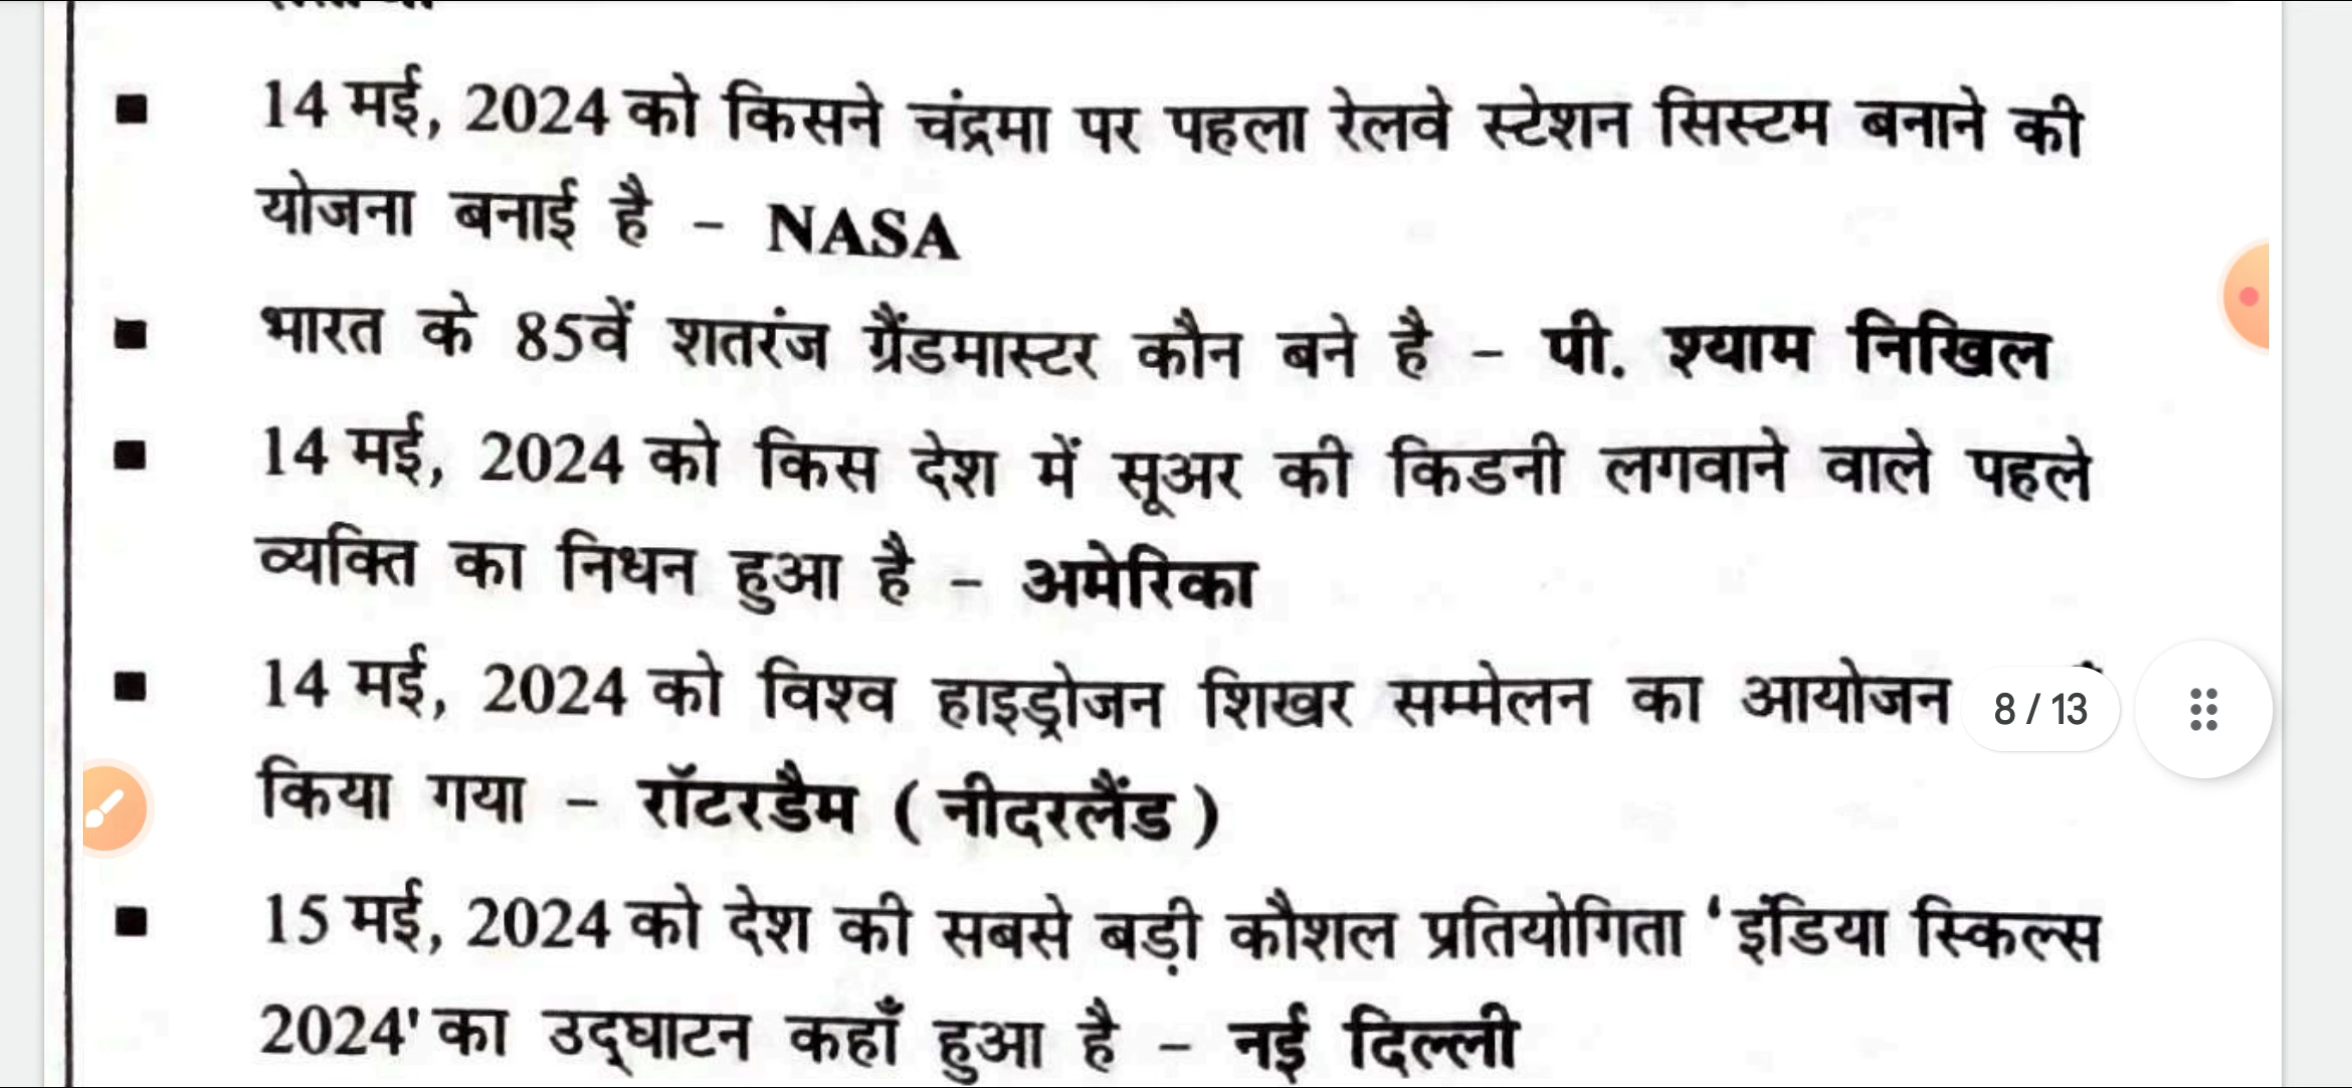 ■ 14 मई, 2024 को किसने चंद्रमा पर पहला रेलवे स्टेशन सिस्टम बनाने की
योजना बनाई है – NASA
■ भारत के 85वें शतरंज ग्रैंडमास्टर कौन बने है – पी. श्याम निखिल
■ 14 मई, 2024 को किस देश में सूअर की किडनी लगवाने वाले पहले
व्यक्ति का निधन हुआ है – अमेरिका
■ 14 मई, 2024 को विश्व हाइड्रोजन शिखर सम्मेलन का आयोजन
8 / 13
किया गया – रॉटरडैम ( नीदरलैंड )
■ 15 मई, 2024 को देश की सबसे बड़ी कौशल प्रतियोगिता ‘इंडिया स्किल्स
2024' का उद्घाटन कहाँ हुआ है – नई दिल्ली